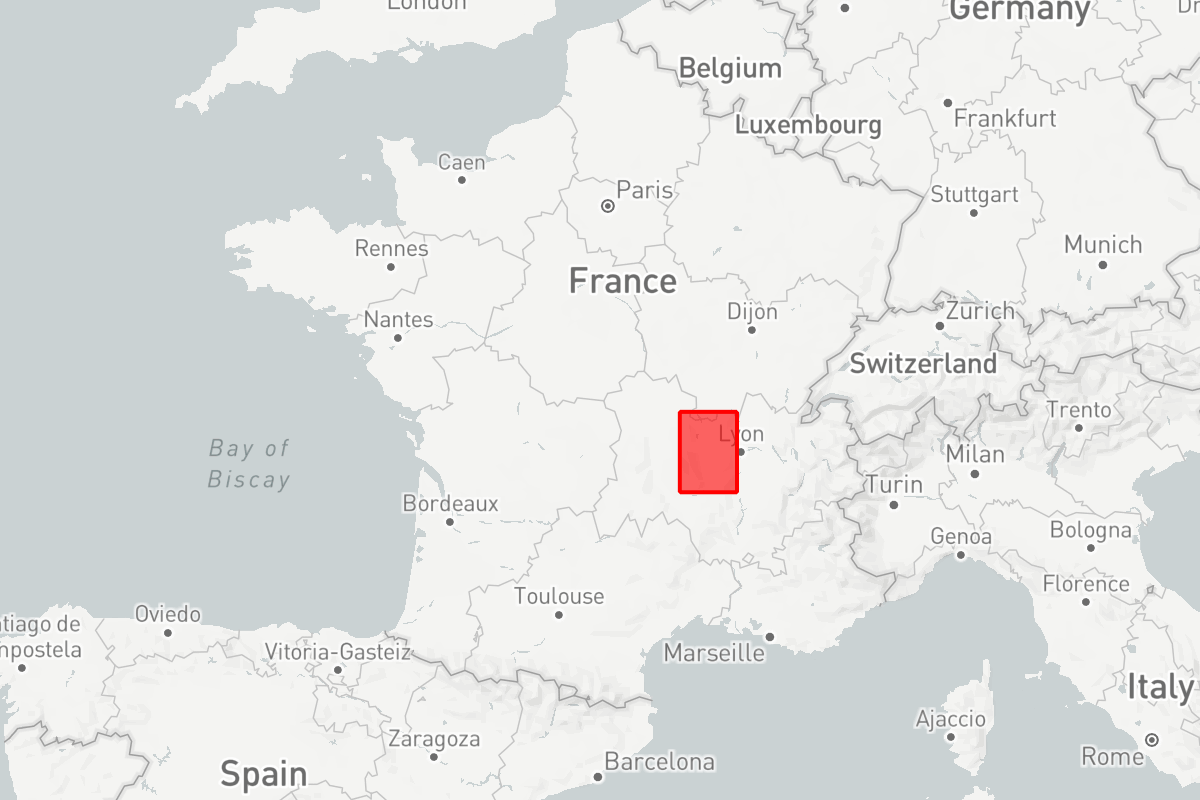 London
Germany
Belgium
Luxembourg
Frankfurt
Caen
Paris
Stuttgart
Rennes
Munich
France
Nantes
Dijon
Zurich
Switzerland
Trento
Bay of
Biscay
Lyon
Milan
Turin
Bordeaux
Genoa
Bologna
Toulouse
Florence
Oviedo
tiago de
mpostela
Vitoria-Gasteiz
Marseille
Italy
Ajaccio
Zaragoza
Rome
Barcelona
Spain